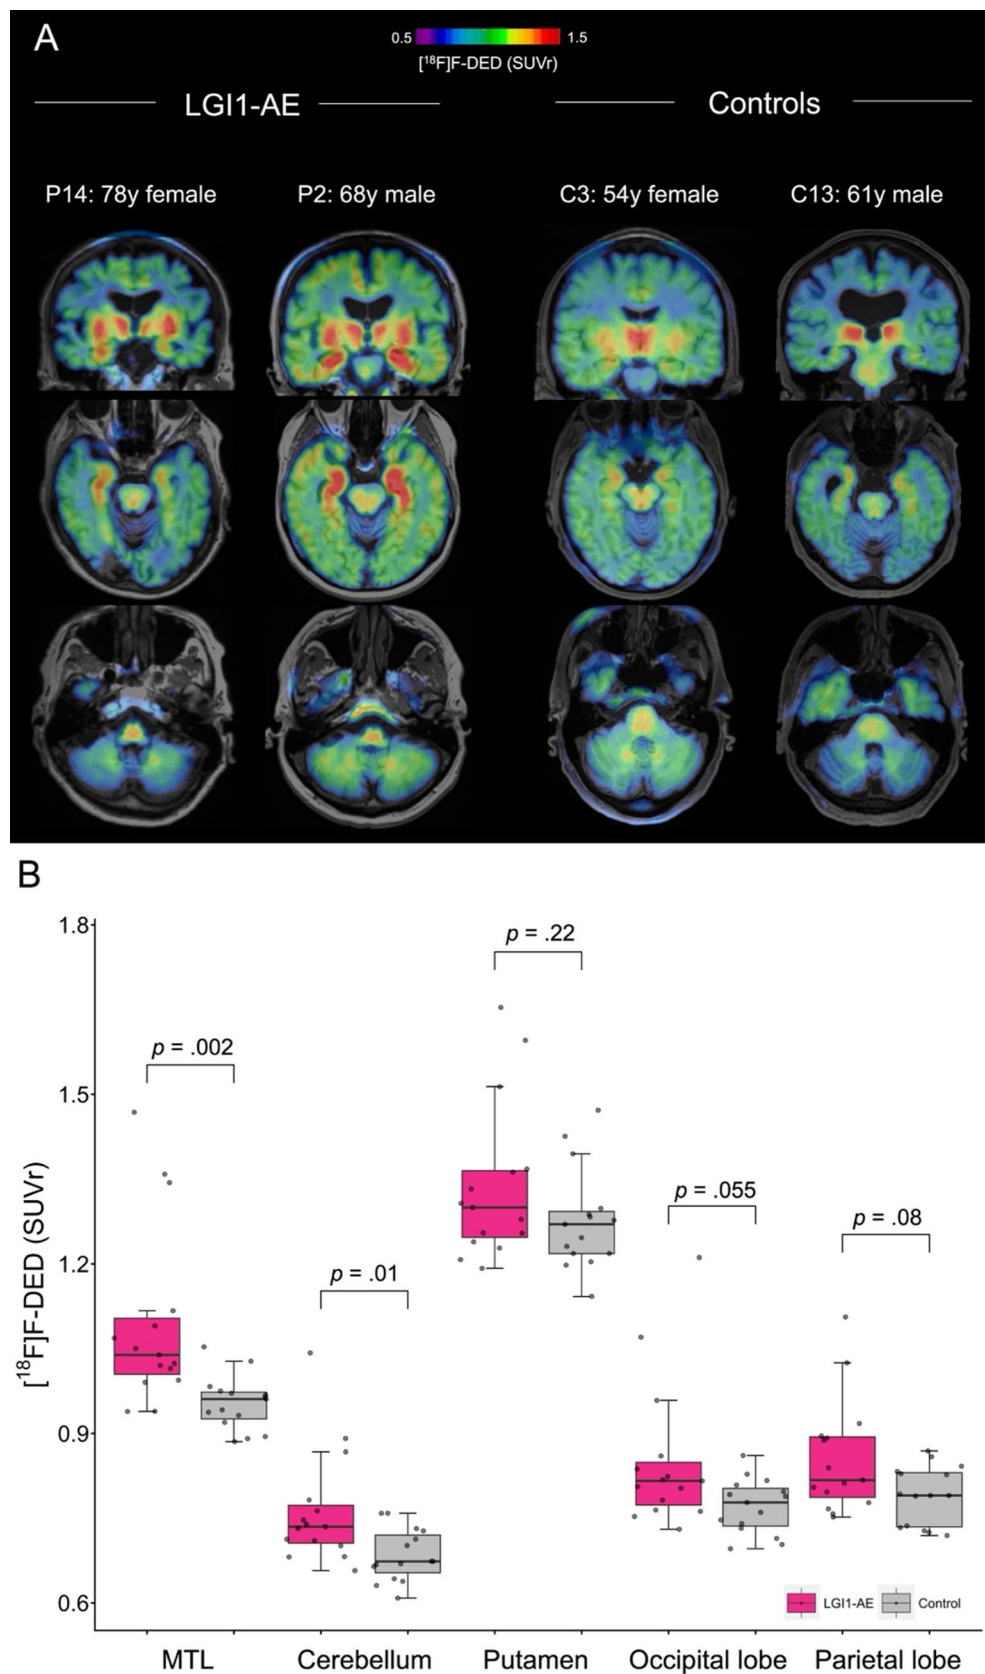 A
0.5 1.5
[18F]F-DED (SUVr)
LGI1-AE Controls
P14: 78y female P2: 68y male C3: 54y female C13: 61y male
B
1.8
p = .22
p = .002
1.5
p = .055
p = .08
1.2
p = .01
[18F]F-DED (SUVr)
0.9
0.6
LGI1-AE Control
MTL Cerebellum Putamen Occipital lobe Parietal lobe